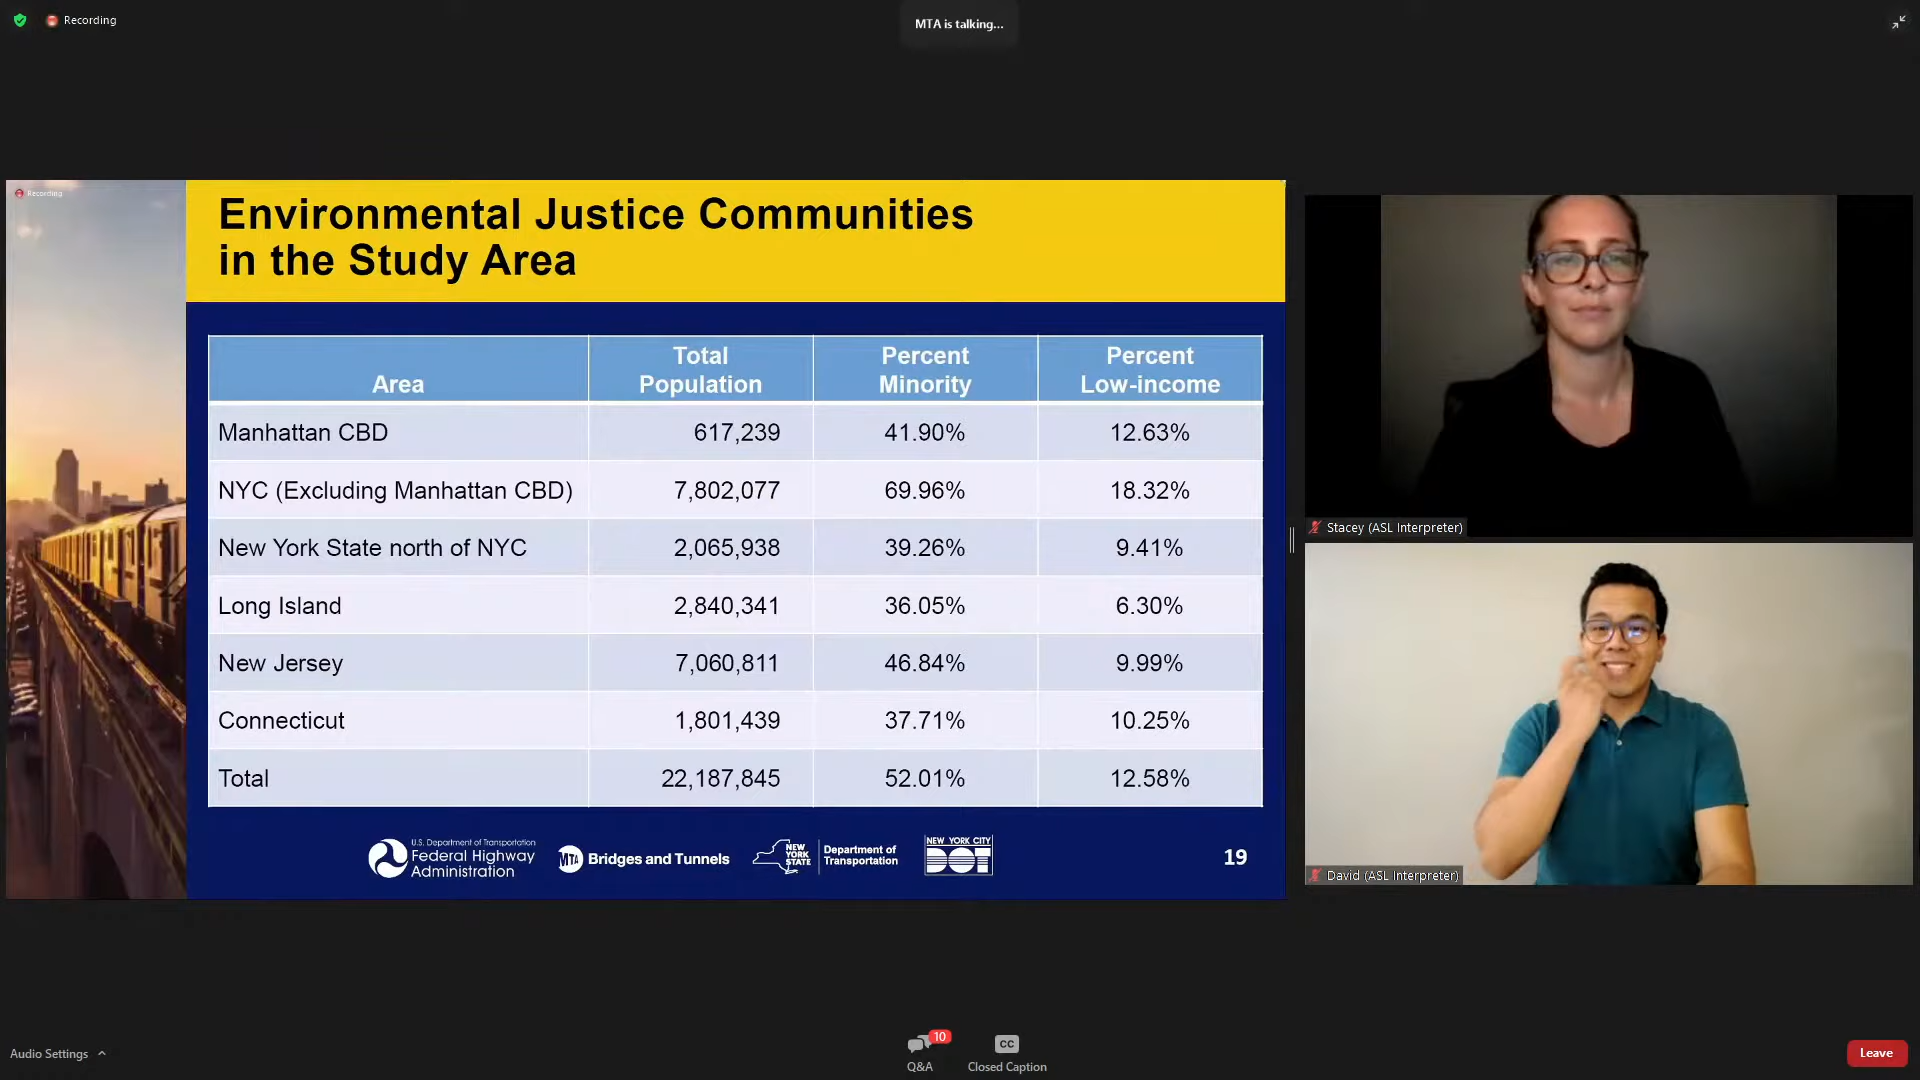 Recording
MTA is talking...
Recording
Environmental Justice Communities
in the Study Area
Area Total Population Percent Minority Percent Low-income
Manhattan CBD 617,239 41.90% 12.63%
NYC (Excluding Manhattan CBD) 7,802,077 69.96% 18.32%
New York State north of NYC 2,065,938 39.26% 9.41%
Long Island 2,840,341 36.05% 6.30%
New Jersey 7,060,811 46.84% 9.99%
Connecticut 1,801,439 37.71% 10.25%
Total 22,187,845 52.01% 12.58%
U.S. Department of Transportation
Federal Highway
Administration
MTA Bridges and Tunnels
NEW
YORK
STATE
Department of
Transportation
NEW YORK CITY
DOT
19
Stacey (ASL Interpreter)
David (ASL Interpreter)
Audio Settings
10
Q&A
CC
Closed Caption
Leave